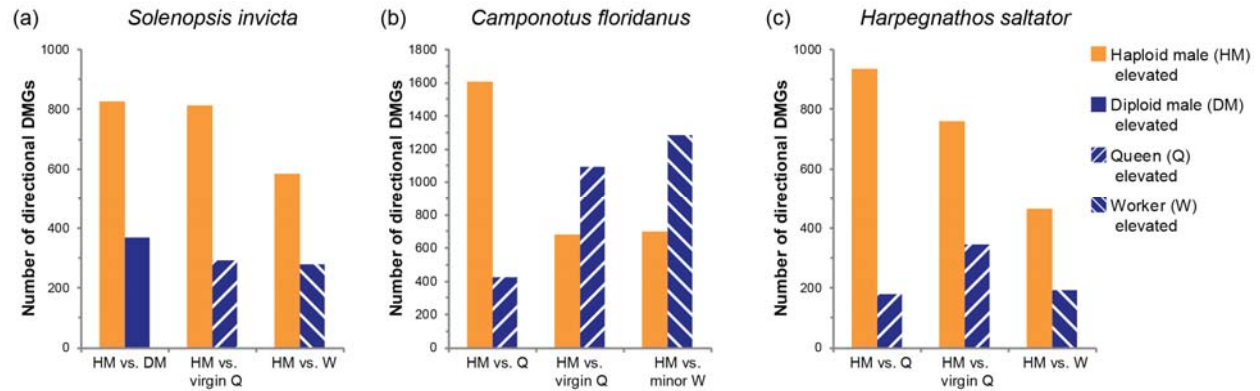 (a) Solenopsis invicta
Number of directional DMGs
1000
800
600
400
200
0
HM vs. DM
HM vs.
virgin Q
HM vs. W
(b) Camponotus floridanus
Number of directional DMGs
1800
1600
1400
1200
1000
800
600
400
200
0
HM vs. Q
HM vs.
virgin Q
HM vs.
minor W
(c) Harpegnathos saltator
Number of directional DMGs
1000
800
600
400
200
0
HM vs. Q
HM vs.
virgin Q
HM vs. W
Haploid male (HM)
elevated
Diploid male (DM)
elevated
Queen (Q)
elevated
Worker (W)
elevated